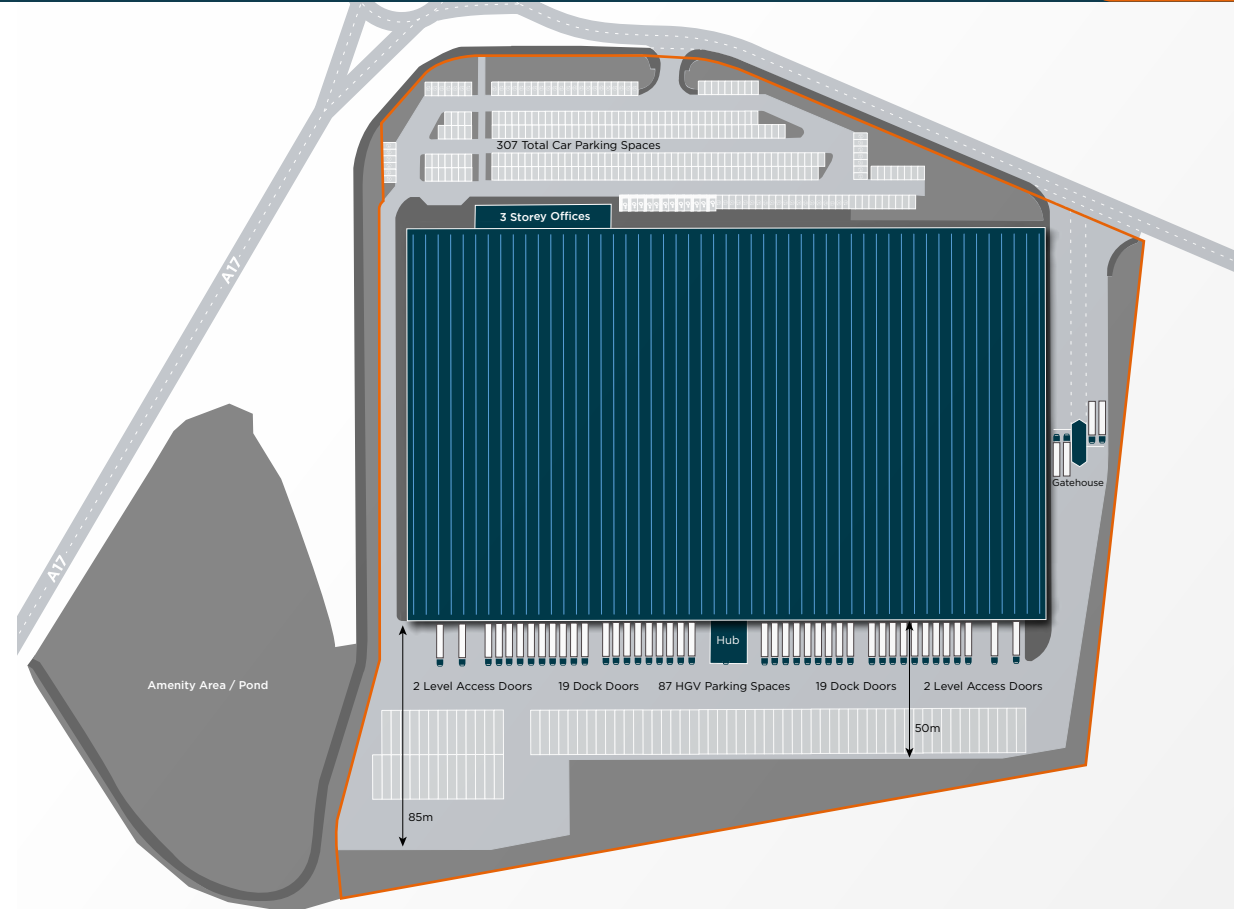 307 Total Car Parking Spaces
3 Storey Offices
A17
Gatehouse
A17
Hub
Amenity Area / Pond
2 Level Access Doors
19 Dock Doors
87 HGV Parking Spaces
19 Dock Doors
2 Level Access Doors
50m
85m